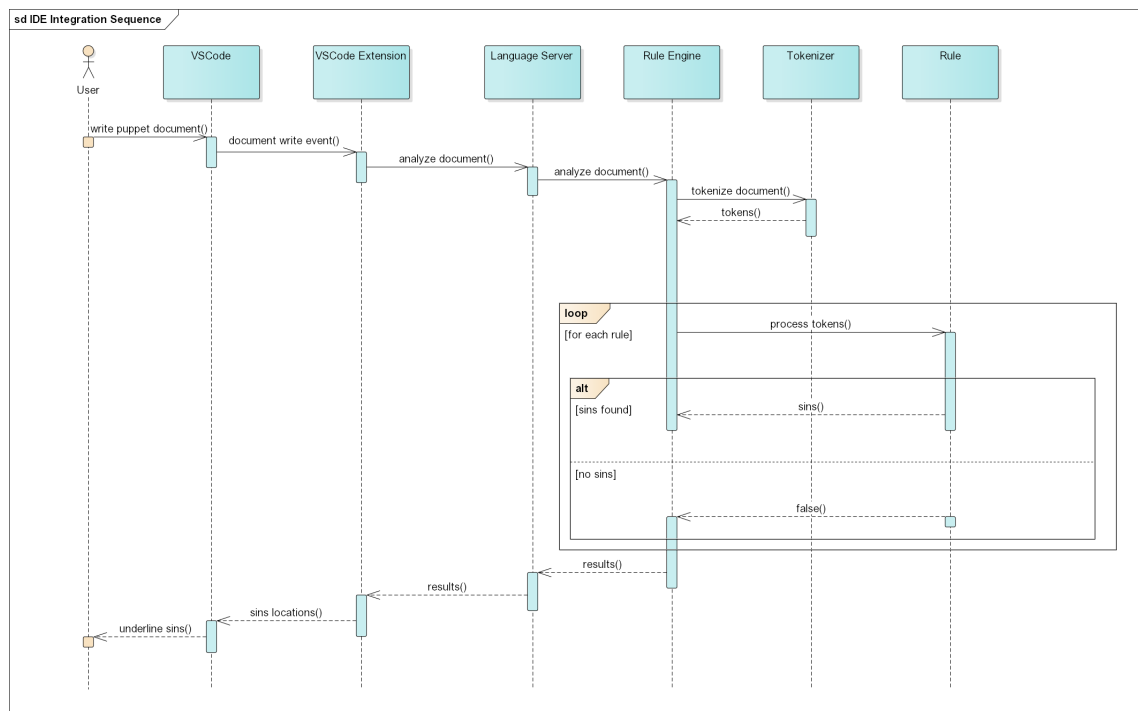 sd IDE Integration Sequence
User
VSCode
VSCode Extension
Language Server
Rule Engine
Tokenizer
Rule
write puppet document()
document write event()
analyze document()
analyze document()
tokenize document()
tokens()
loop
[for each rule]
process tokens()
alt
[sins found]
sins()
[no sins]
false()
results()
results()
sins locations()
underline sins()